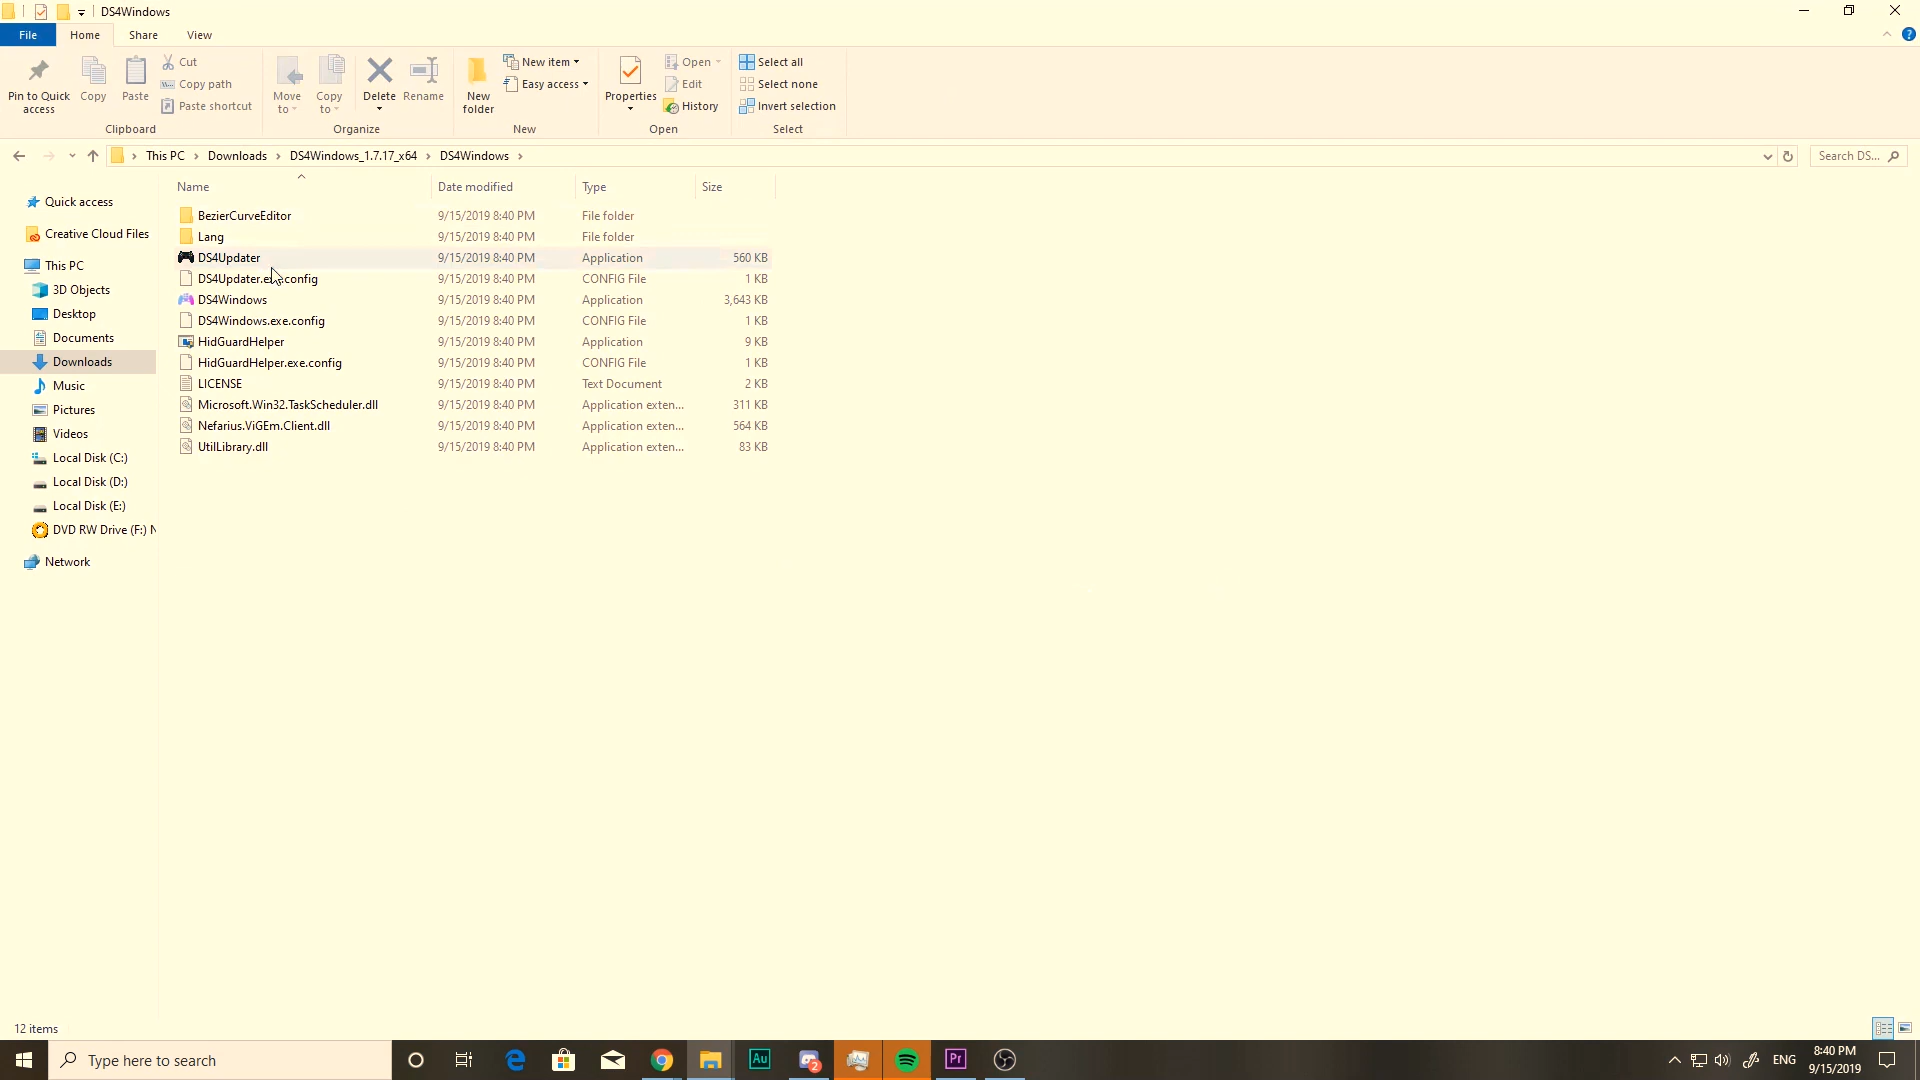 DS4Windows
File Home Share View
Pin to Quick access
Copy
Paste
Cut
Copy path
Paste shortcut
Clipboard
Move to
Copy to
Delete
Rename
Organize
New folder
New item
Easy access
New
Properties
Open
Edit
History
Open
Select all
Select none
Invert selection
Select
This PC > Downloads > DS4Windows_1.7.17_x64 > DS4Windows >
Search DS...
Quick access
Creative Cloud Files
This PC
3D Objects
Desktop
Documents
Downloads
Music
Pictures
Videos
Local Disk (C:)
Local Disk (D:)
Local Disk (E:)
DVD RW Drive (F:) N
Network
Name Date modified Type Size
BezierCurveEditor 9/15/2019 8:40 PM File folder
Lang 9/15/2019 8:40 PM File folder
DS4Updater 9/15/2019 8:40 PM Application 560 KB
DS4Updater.exe.config 9/15/2019 8:40 PM CONFIG File 1 KB
DS4Windows 9/15/2019 8:40 PM Application 3,643 KB
DS4Windows.exe.config 9/15/2019 8:40 PM CONFIG File 1 KB
HidGuardHelper 9/15/2019 8:40 PM Application 9 KB
HidGuardHelper.exe.config 9/15/2019 8:40 PM CONFIG File 1 KB
LICENSE 9/15/2019 8:40 PM Text Document 2 KB
Microsoft.Win32.TaskScheduler.dll 9/15/2019 8:40 PM Application exten... 311 KB
Nefarius.ViGEm.Client.dll 9/15/2019 8:40 PM Application exten... 564 KB
UtilLibrary.dll 9/15/2019 8:40 PM Application exten... 83 KB
12 items
Type here to search
Au
2
Pr
ENG
8:40 PM
9/15/2019